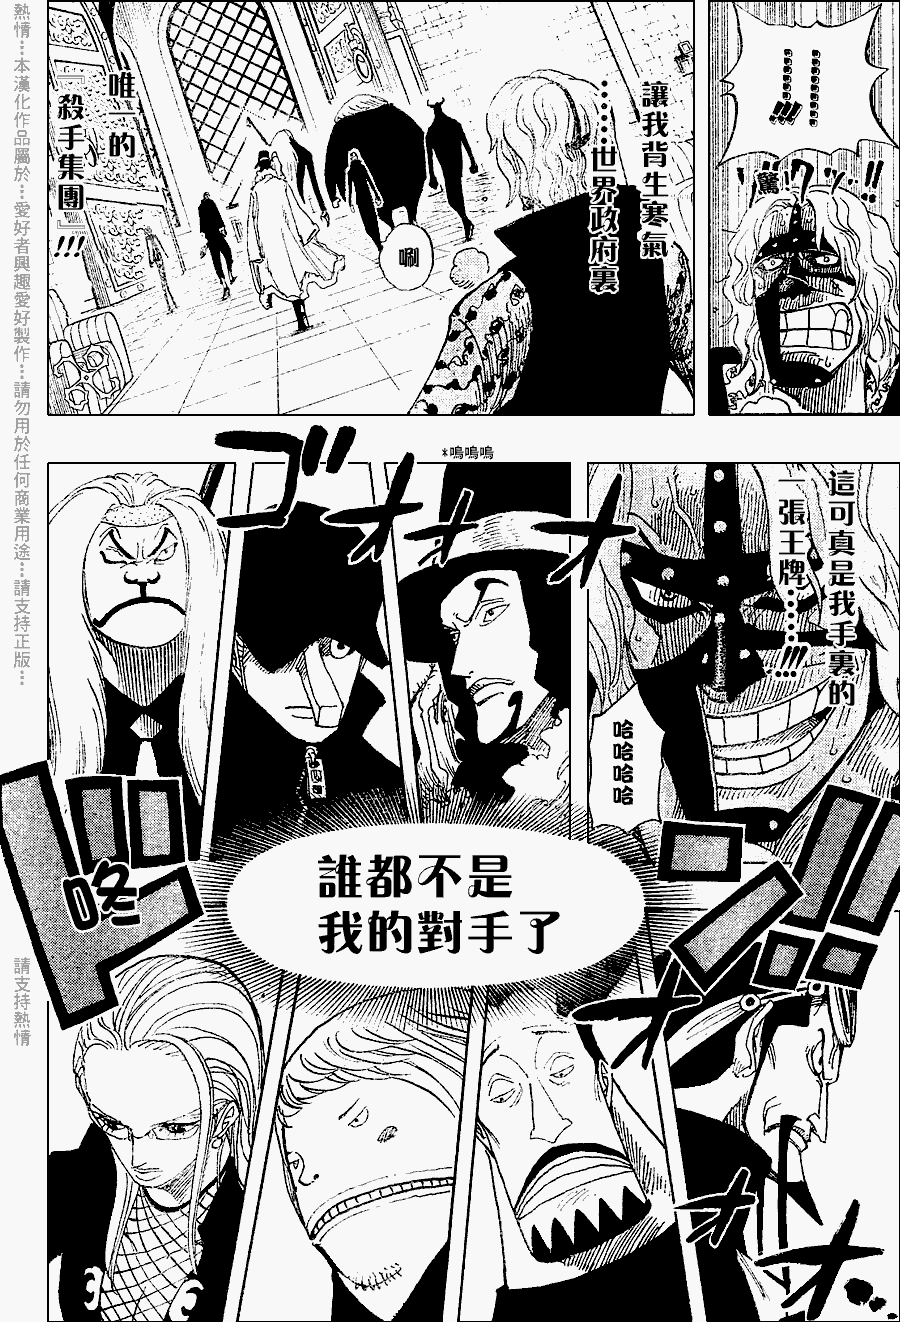 ………
………!!!
驚!?
ワッ…!!
讓我背生寒氣
……世界政府裏
唰
唯一的
「殺手集團」!!!
這可真是我手裏的
一張王牌……!!!
哈哈哈哈
*嗚嗚嗚
ゴォォォ
誰都不是
我的對手了
咚
ドドン!!!
オオオ…
熱情…本漢化作品屬於…愛好者興趣愛好製作…請勿用於任何商業用途…請支持正版…
請支持熱情